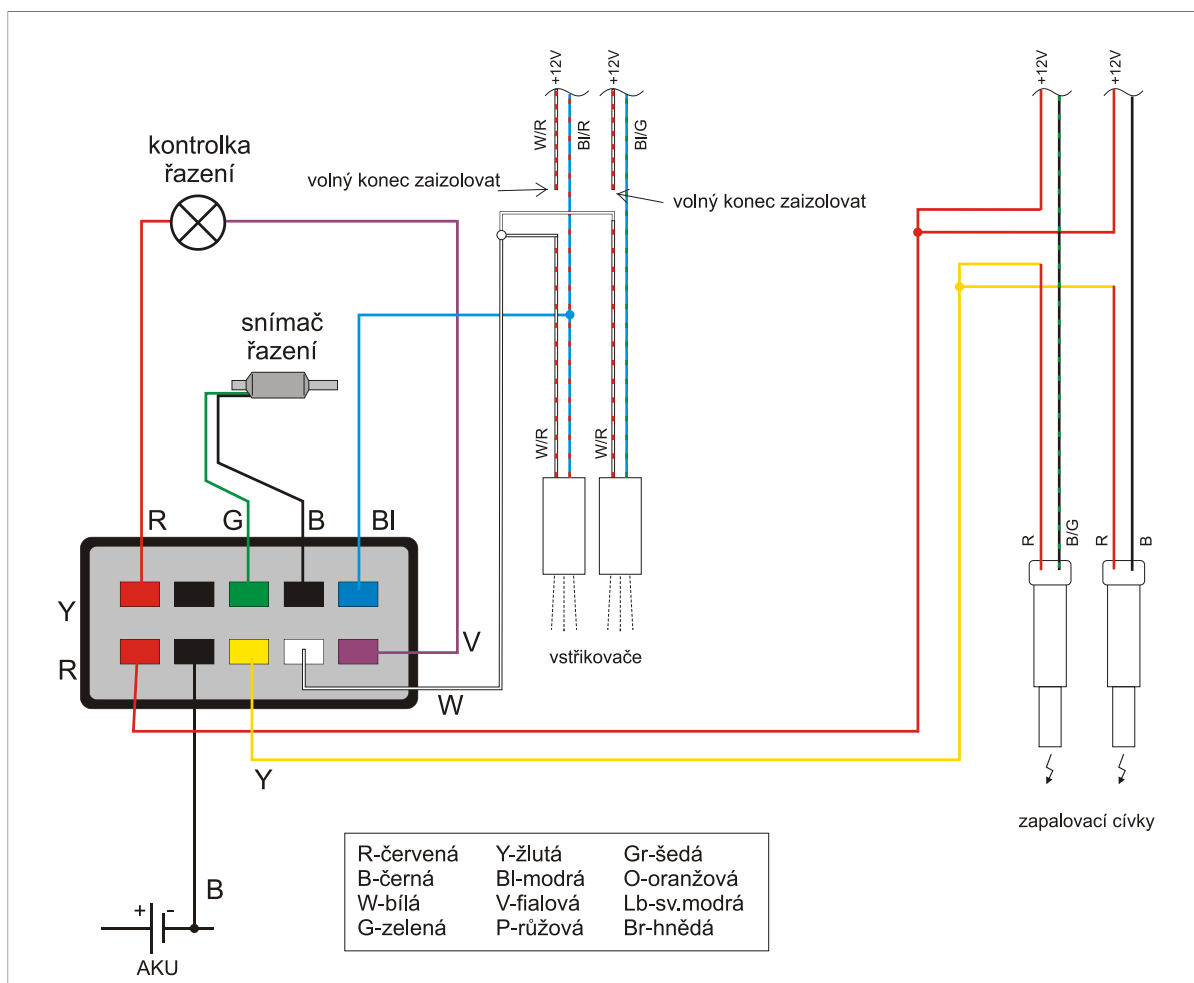 +12V
+12V
+12V
+12V
W/R
Bl/R
Bl/G
kontrolka
řazení
volný konec zaizolovat
volný konec zaizolovat
snímač
řazení
W/R
W/R
R
G
B
Bl
Y
R
V
W
Y
B
vstřikovače
R
B/G
R
B
zapalovací cívky
R-červená
Y-žlutá
Gr-šedá
B-černá
Bl-modrá
O-oranžová
W-bílá
V-fialová
Lb-sv.modrá
G-zelená
P-růžová
Br-hnědá
+
-
AKU